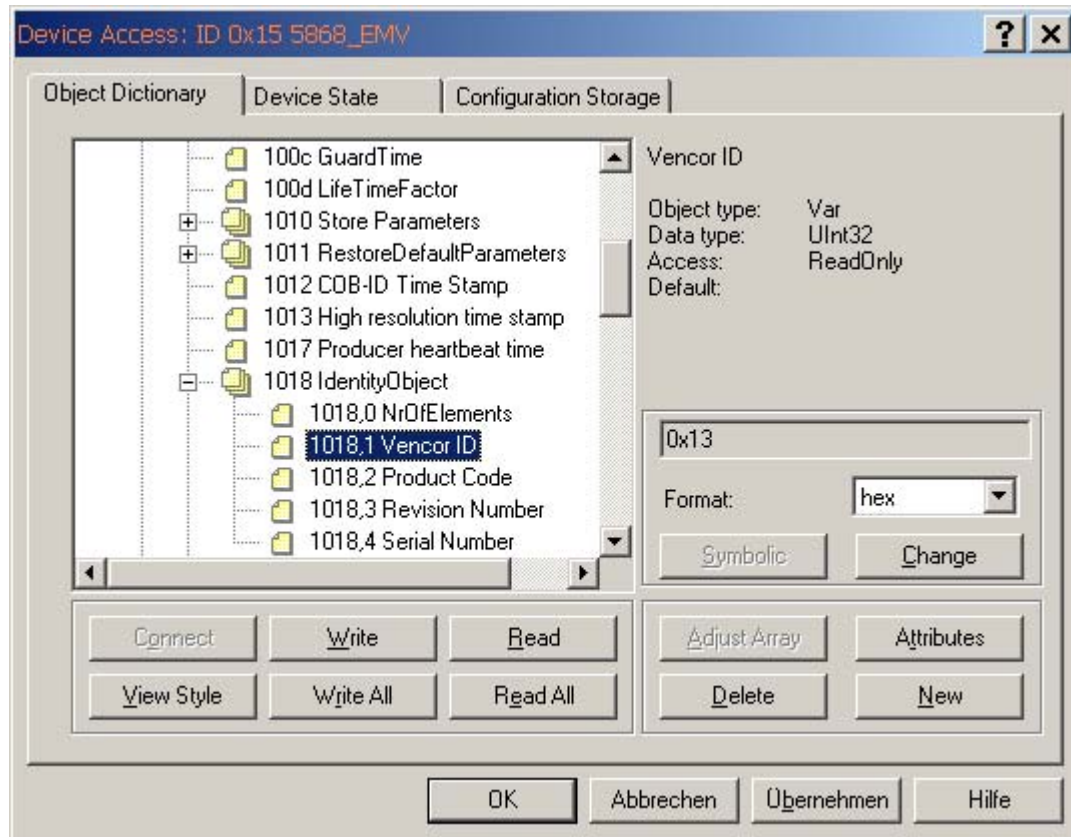 Device Access: ID 0x15 5868_EMV
Object Dictionary
Device State
Configuration Storage
100c GuardTime
100d LifeTimeFactor
1010 Store Parameters
1011 RestoreDefaultParameters
1012 COB-ID Time Stamp
1013 High resolution time stamp
1017 Producer heartbeat time
1018 IdentityObject
1018,0 NrOfElements
1018,1 Vencor ID
1018,2 Product Code
1018,3 Revision Number
1018,4 Serial Number
Vencor ID
Object type: Var
Data type: UInt32
Access: ReadOnly
Default:
0x13
Format: hex
Symbolic
Change
Connect
Write
Read
View Style
Write All
Read All
Adjust Array
Attributes
Delete
New
OK
Abbrechen
Übernehmen
Hilfe